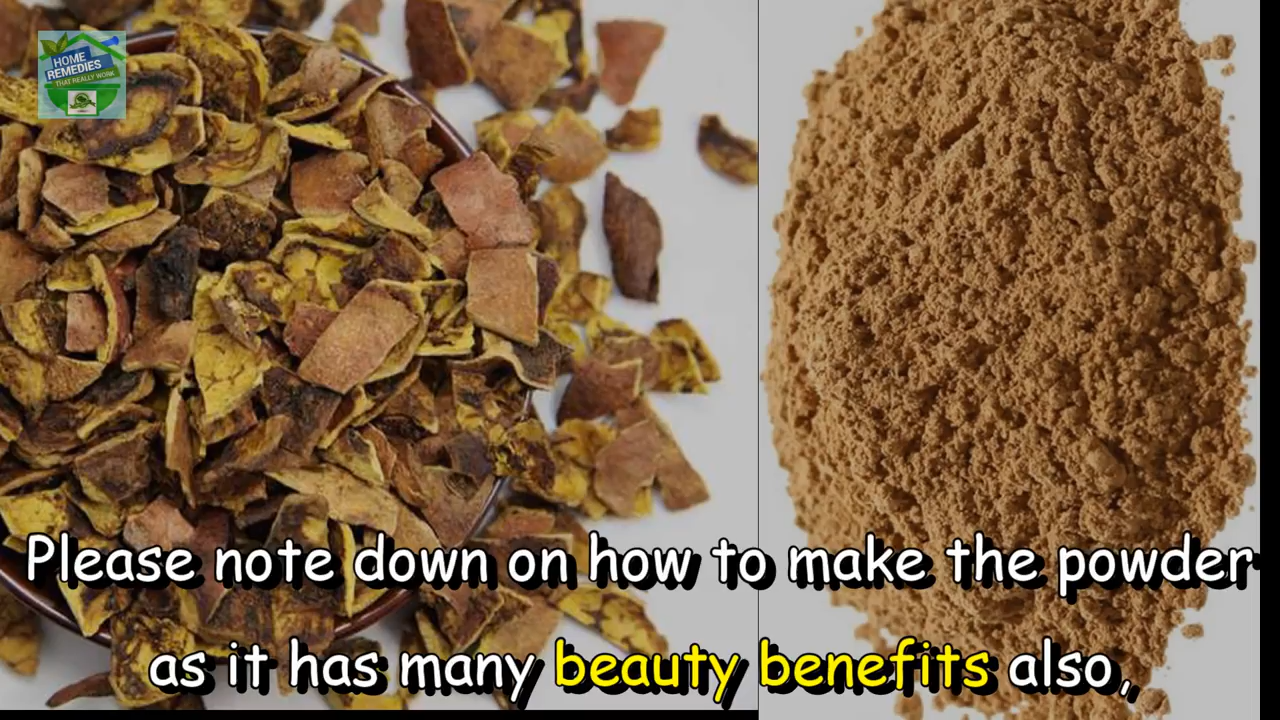 HOME
REMEDIES
THAT REALLY WORK
Please note down on how to make the powder
as it has many beauty benefits also,